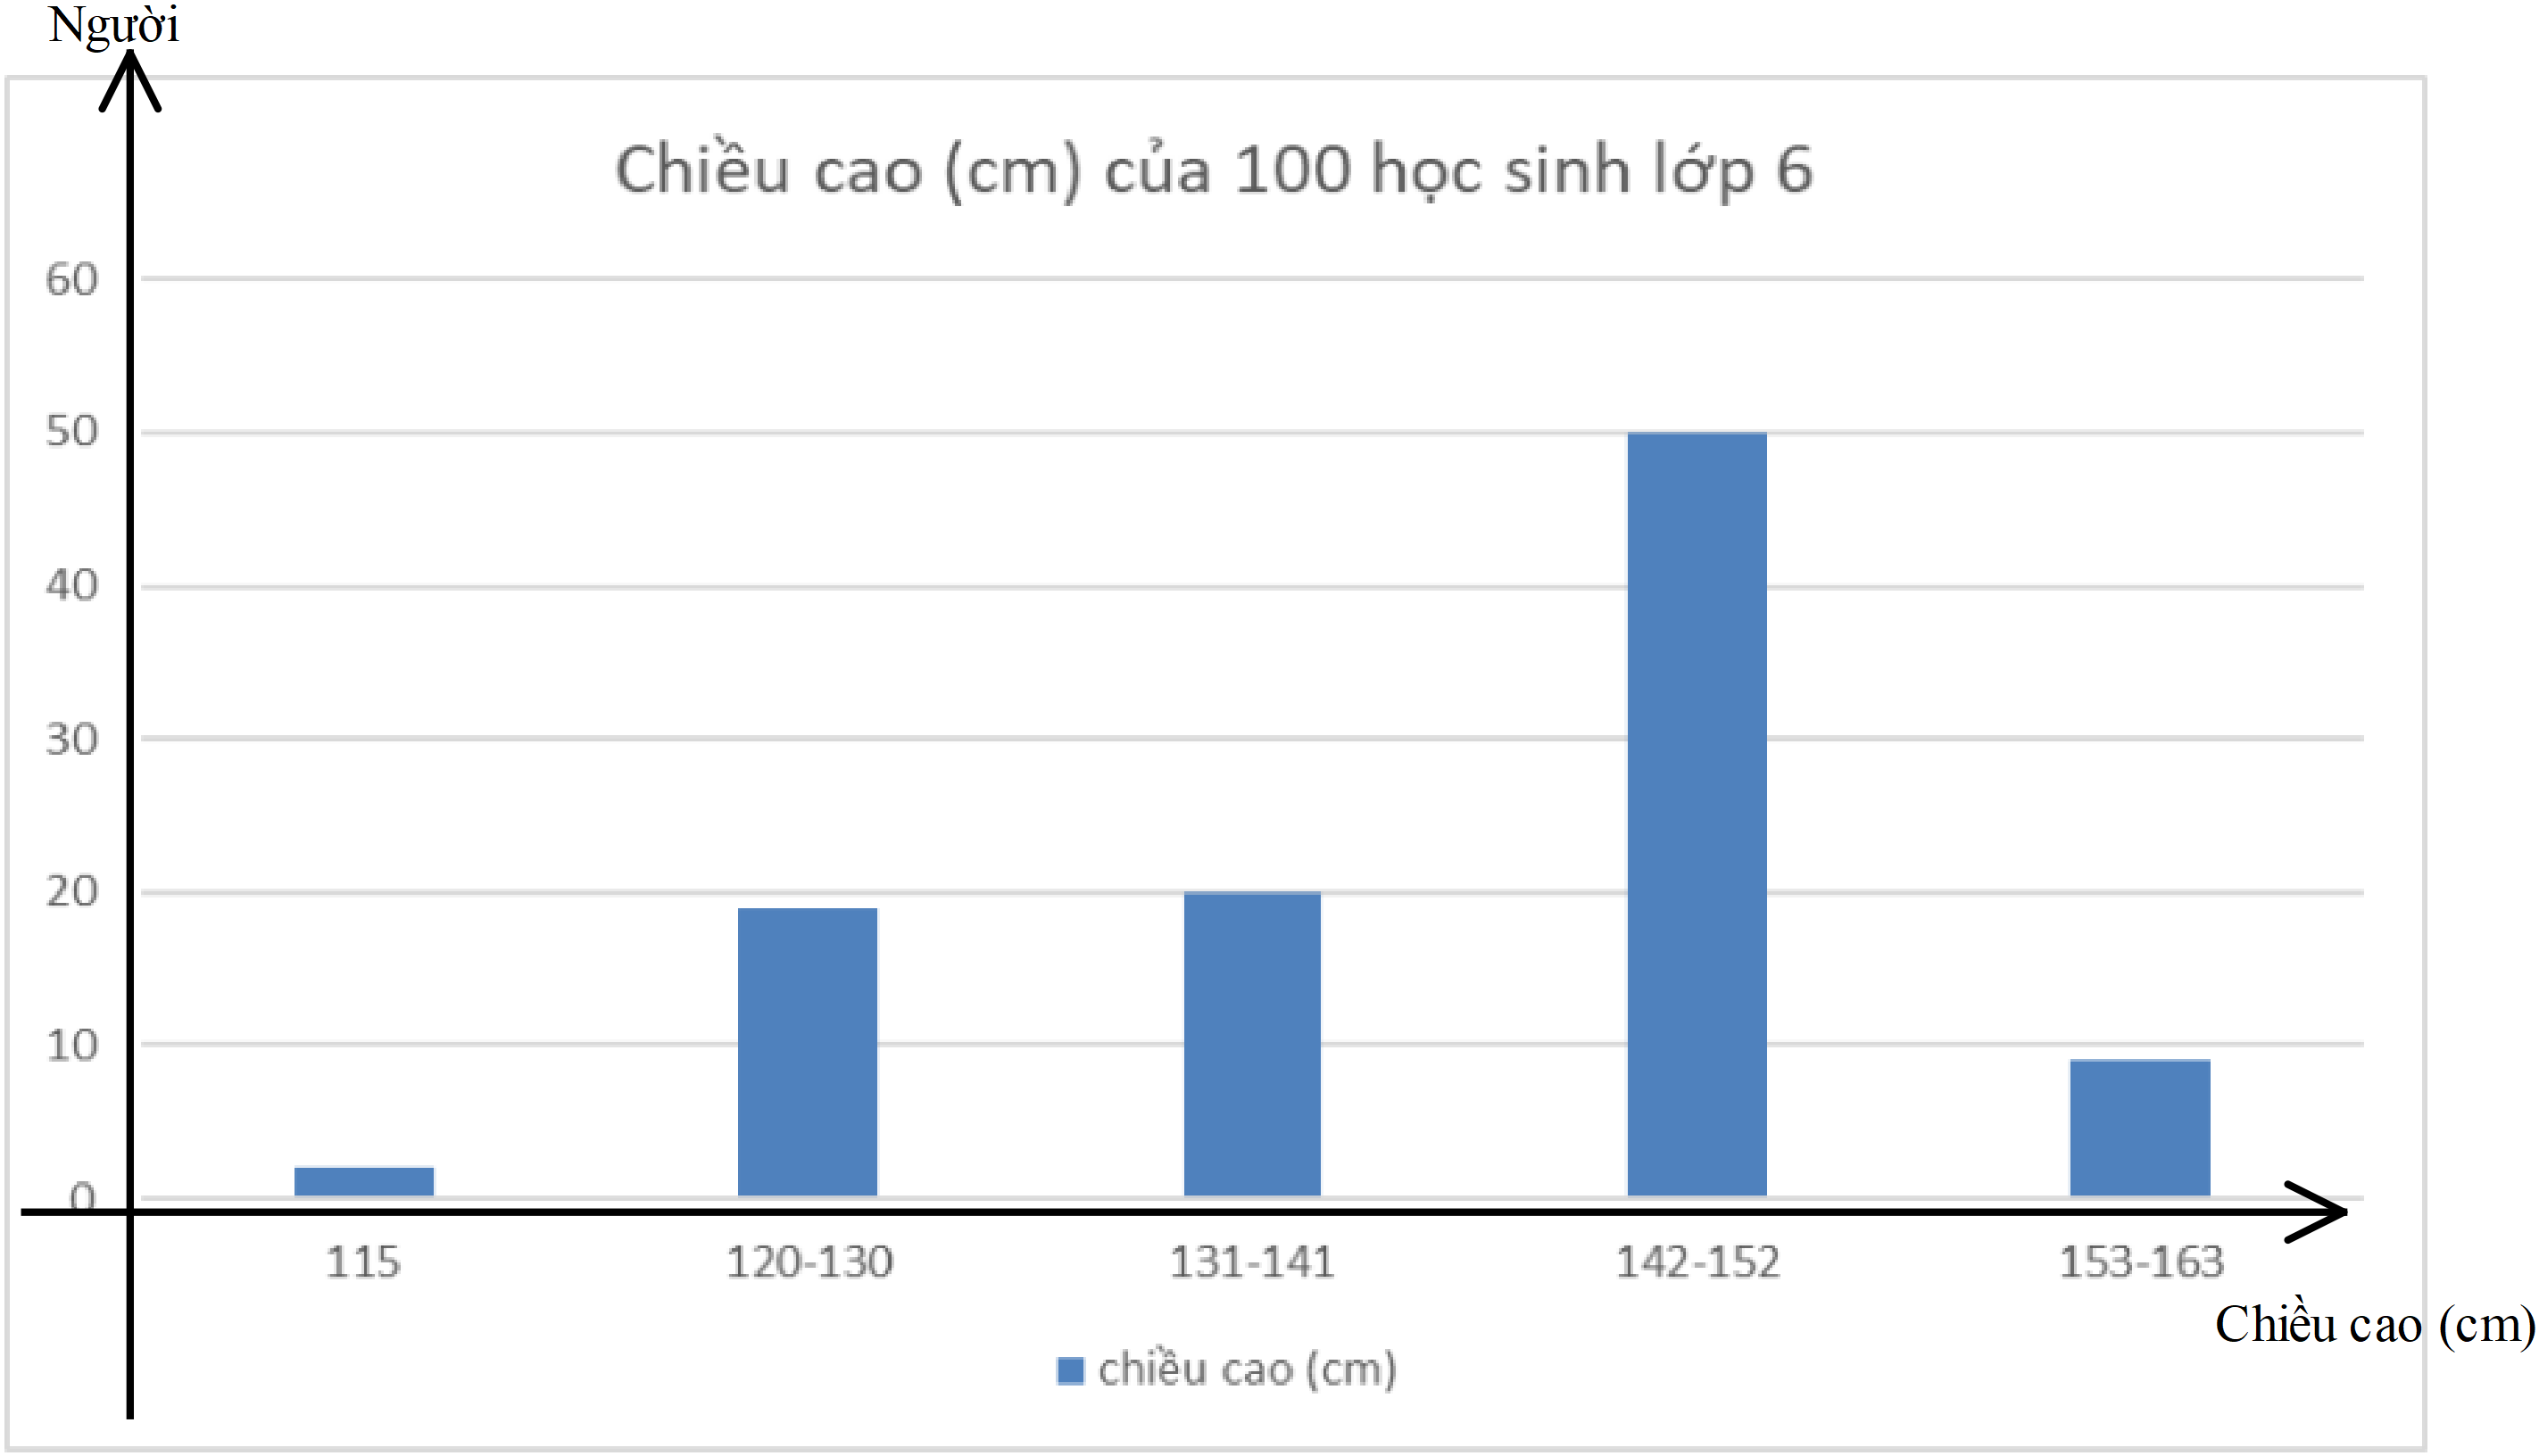 Người
Chiều cao (cm) của 100 học sinh lớp 6
60
50
40
30
20
10
0
115 120-130 131-141 142-152 153-163
Chiều cao (cm)
chiều cao (cm)